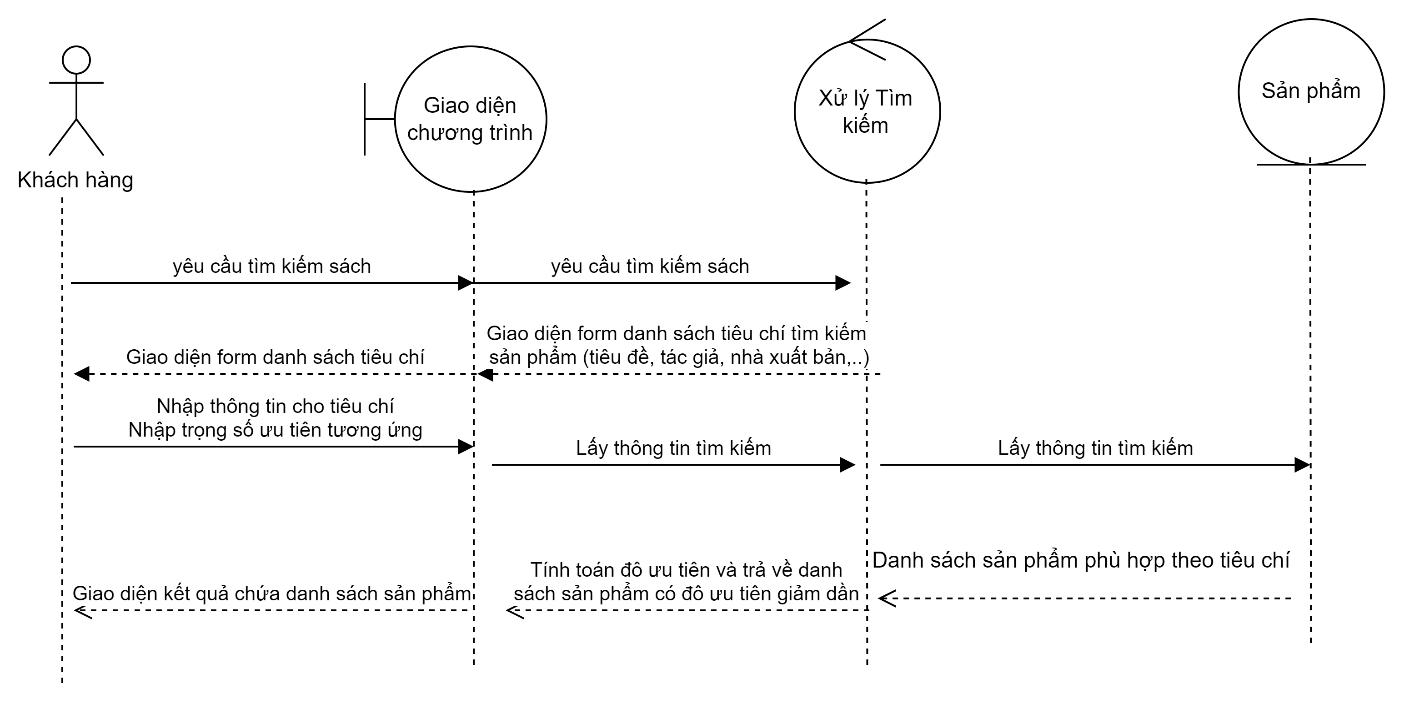 Khách hàng
Giao diện
chương trình
Xử lý Tìm
kiếm
Sản phẩm
yêu cầu tìm kiếm sách
yêu cầu tìm kiếm sách
Giao diện form danh sách tiêu chí tìm kiếm
sản phẩm (tiêu đề, tác giả, nhà xuất bản,..)
Giao diện form danh sách tiêu chí
Nhập thông tin cho tiêu chí
Nhập trọng số ưu tiên tương ứng
Lấy thông tin tìm kiếm
Lấy thông tin tìm kiếm
Danh sách sản phẩm phù hợp theo tiêu chí
Tính toán đô ưu tiên và trả về danh
sách sản phẩm có đô ưu tiên giảm dần
Giao diện kết quả chứa danh sách sản phẩm